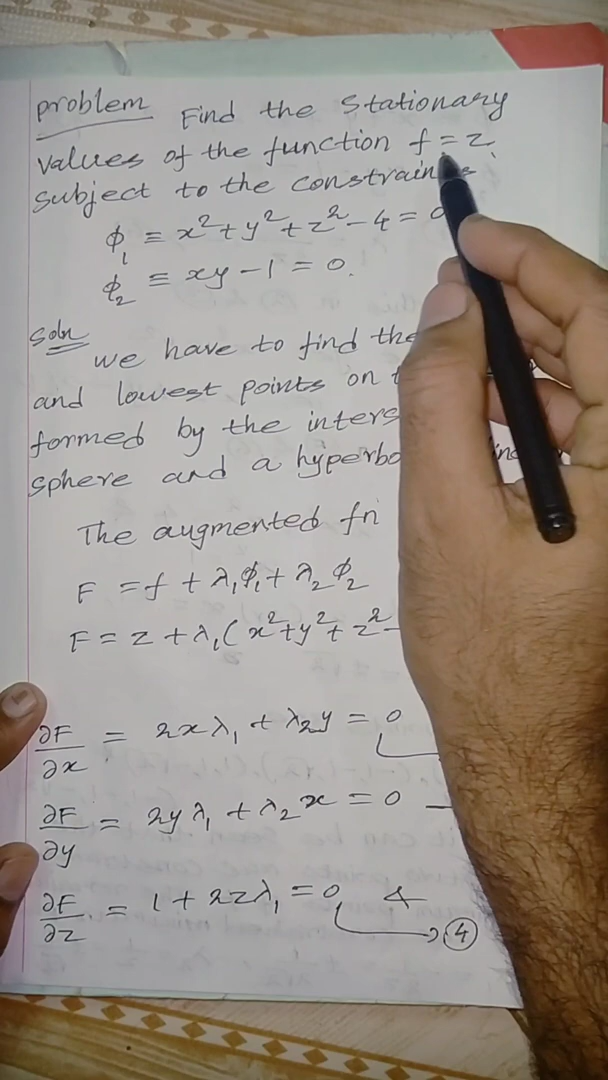 problem Find the stationary
values of the function f = z.
subject to the constrain
ϕ₁ ≡ x² + y² + z² - 4 = 0
ϕ₂ ≡ xy - 1 = 0.
Soln
we have to find the
and lowest points on
formed by the
sphere and a
The augmented fn
F = f + λ₁ϕ₁ + λ₂ϕ₂
F = z + λ₁(x² + y² + z² -
∂F/∂x = 2xλ₁ + λ₂y = 0
∂F/∂y = 2yλ₁ + λ₂x = 0
∂F/∂z = 1 + 2zλ₁ = 0 ④